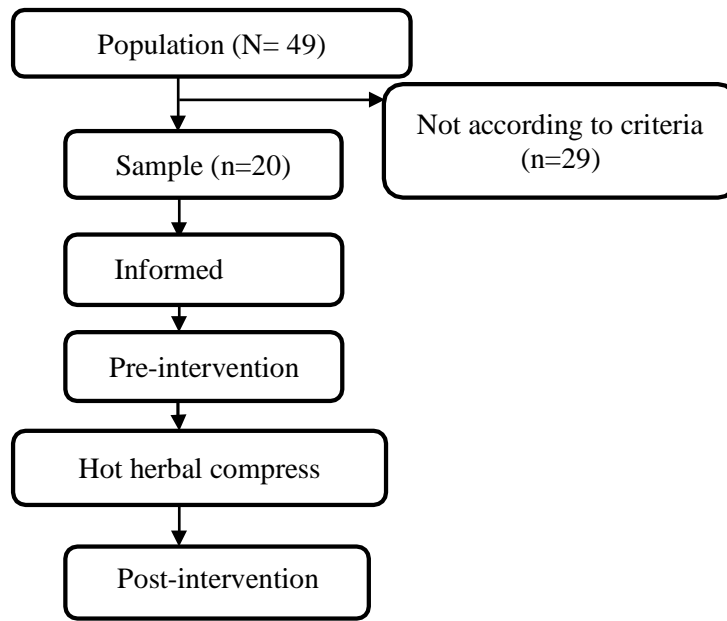 Population (N= 49)
Not according to criteria
(n=29)
Sample (n=20)
Informed
Pre-intervention
Hot herbal compress
Post-intervention